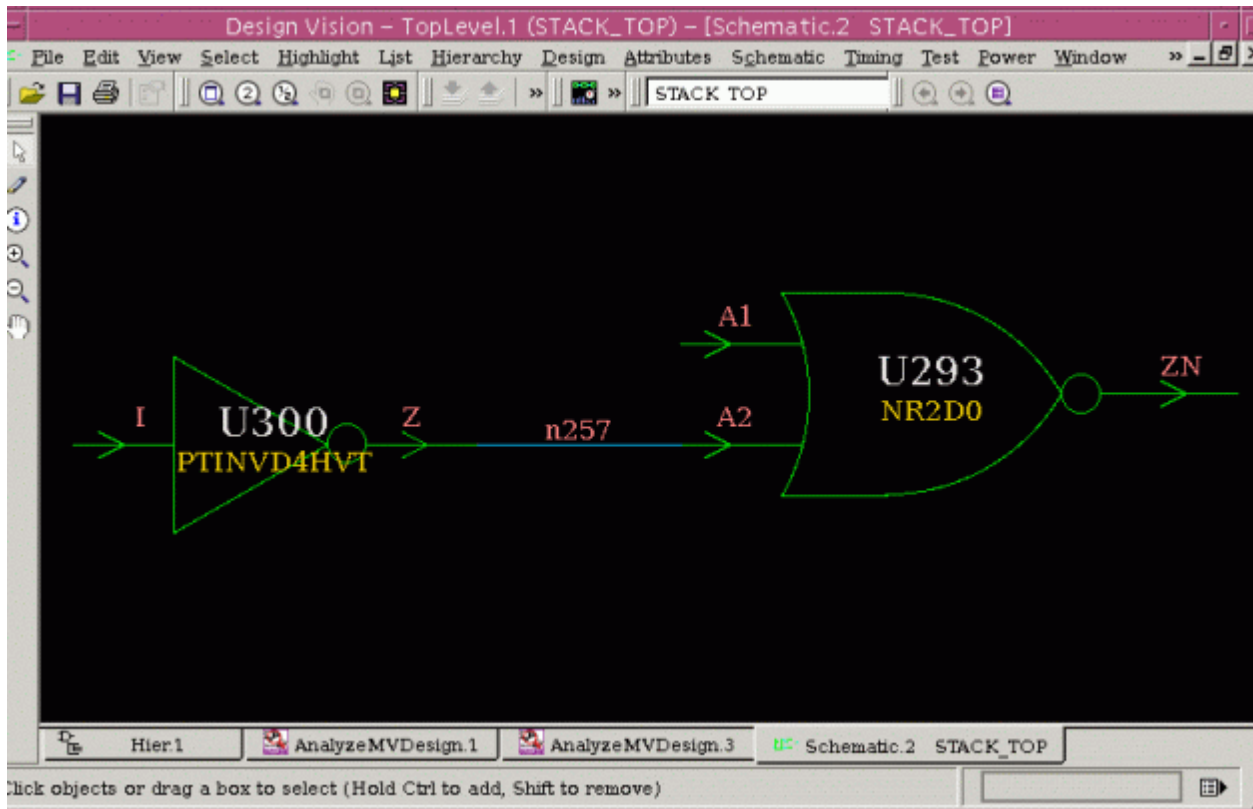 Design Vision – TopLevel.1 (STACK_TOP) – [Schematic.2 STACK_TOP]
File Edit View Select Highlight List Hierarchy Design Attributes Schematic Timing Test Power Window »
» » STACK TOP
A1
U293
NR2D0
ZN
I
U300
PTINVD4HVT
Z
n257
A2
Hier.1 AnalyzeMVDesign.1 AnalyzeMVDesign.3 Schematic.2 STACK_TOP
Click objects or drag a box to select (Hold Ctrl to add, Shift to remove)